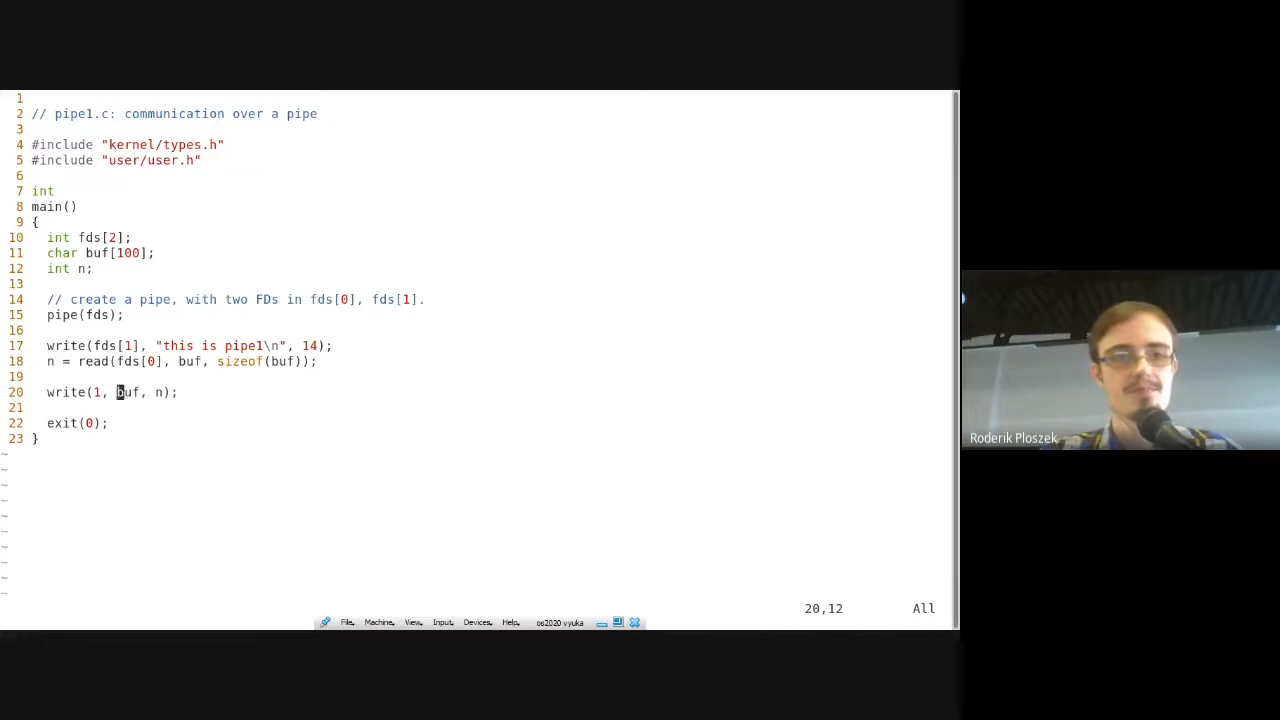 1
2 // pipe1.c: communication over a pipe
3
4 #include "kernel/types.h"
5 #include "user/user.h"
6
7 int
8 main()
9 {
10   int fds[2];
11   char buf[100];
12   int n;
13
14   // create a pipe, with two FDs in fds[0], fds[1].
15   pipe(fds);
16
17   write(fds[1], "this is pipe1\n", 14);
18   n = read(fds[0], buf, sizeof(buf));
19
20   write(1, buf, n);
21
22   exit(0);
23 }
~
~
~
~
~
~
~
~
~
~
20,12 All
File Machine View Input Devices Help os2020 vyuka
Roderik Ploszek